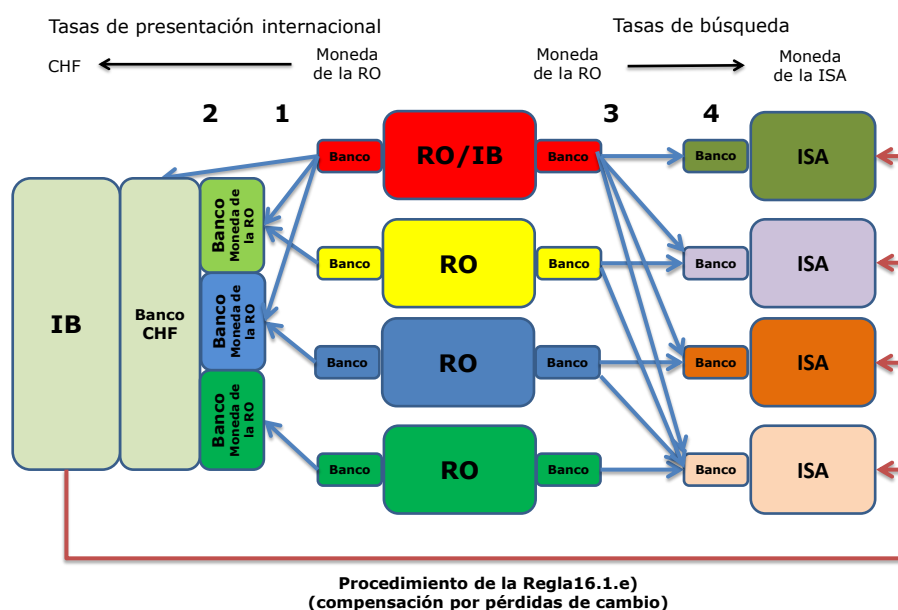 Tasas de presentación internacional
Tasas de búsqueda
CHF
Moneda
de la RO
Moneda
de la RO
Moneda
de la ISA
2
1
3
4
Banco
RO/IB
Banco
Banco
ISA
Banco
Moneda de
la RO
Banco
RO
Banco
Banco
ISA
IB
Banco
CHF
Banco
Moneda de
la RO
Banco
RO
Banco
Banco
ISA
Banco
Moneda de
la RO
Banco
RO
Banco
Banco
ISA
Procedimiento de la Regla16.1.e)
(compensación por pérdidas de cambio)